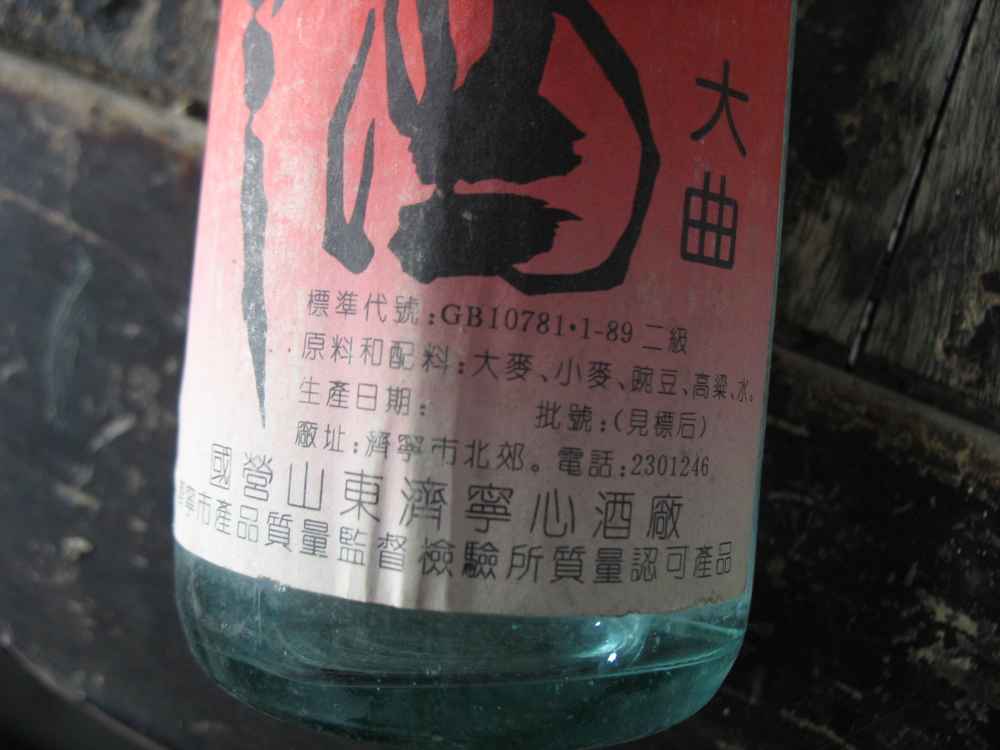 酒
大曲
標準代號:GB10781·1-89 二級
原料和配料:大麥、小麥、豌豆、高粱、水。
生產日期: 批號:(見標后)
廠址:濟寧市北郊。電話:2301246
國營山東濟寧心酒廠
寧市產品質量監督檢驗所質量認可產品